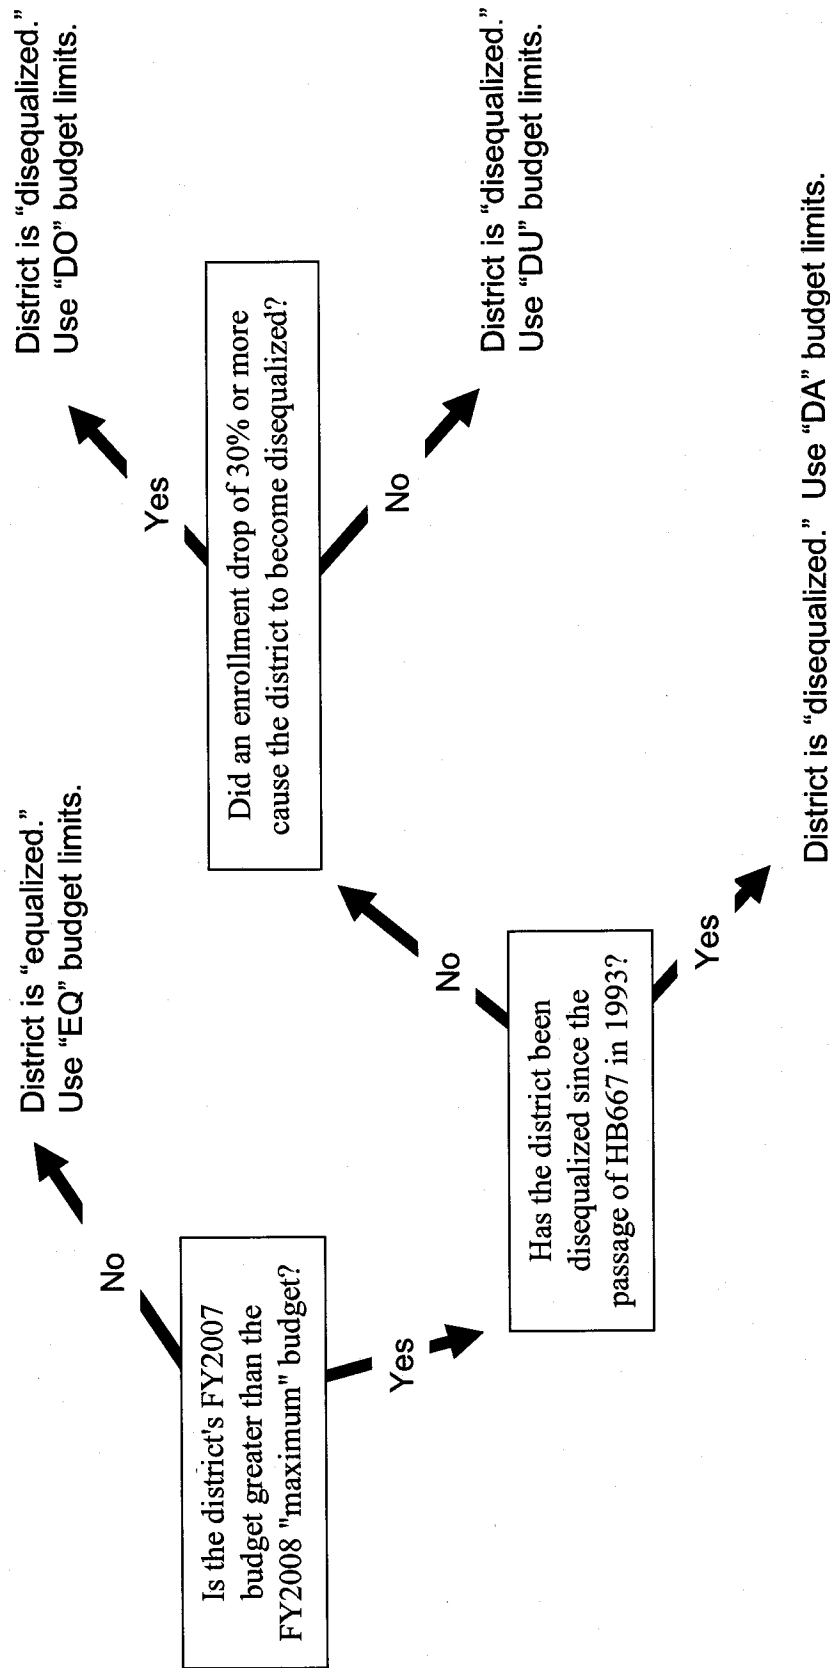 Is the district's FY2007
budget greater than the
FY2008 "maximum" budget?
No
District is “equalized.”
Use “EQ” budget limits.
Yes
Has the district been
disequalized since the
passage of HB667 in 1993?
No
Did an enrollment drop of 30% or more
cause the district to become disequalized?
Yes
District is “disequalized.”
Use “DO” budget limits.
No
District is “disequalized.”
Use “DU” budget limits.
Yes
District is “disequalized.” Use “DA” budget limits.